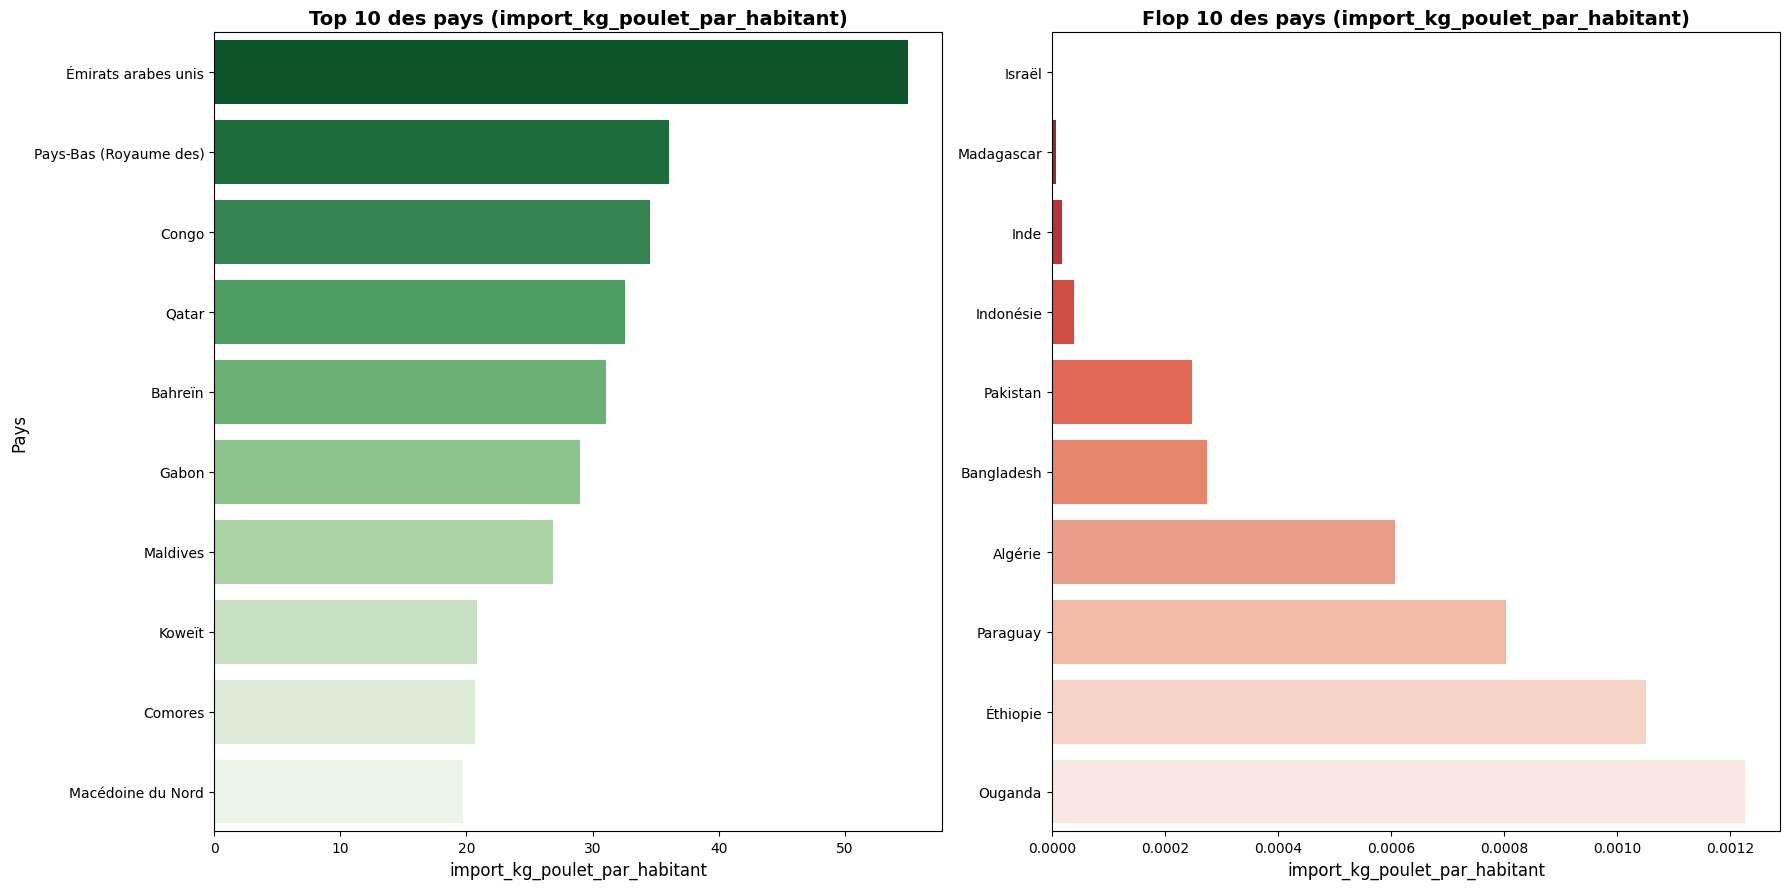 Top 10 des pays (import_kg_poulet_par_habitant)
Pays
Émirats arabes unis
Pays-Bas (Royaume des)
Congo
Qatar
Bahreïn
Gabon
Maldives
Koweït
Comores
Macédoine du Nord
0 10 20 30 40 50
import_kg_poulet_par_habitant
Flop 10 des pays (import_kg_poulet_par_habitant)
Israël
Madagascar
Inde
Indonésie
Pakistan
Bangladesh
Algérie
Paraguay
Éthiopie
Ouganda
0.0000 0.0002 0.0004 0.0006 0.0008 0.0010 0.0012
import_kg_poulet_par_habitant